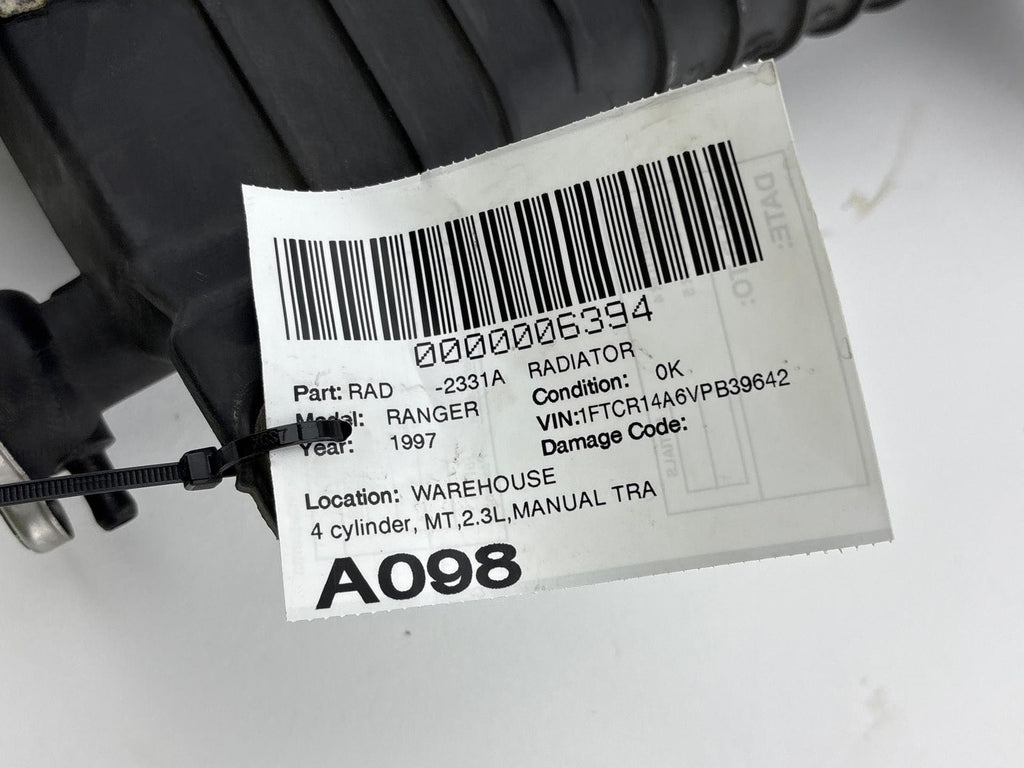 0000006394
Part: RAD -2331A RADIATOR
Model: RANGER Condition: OK
Year: 1997 VIN:1FTCR14A6VPB39642
Damage Code:
Location: WAREHOUSE
4 cylinder, MT,2.3L,MANUAL TRA
A098
DATE: